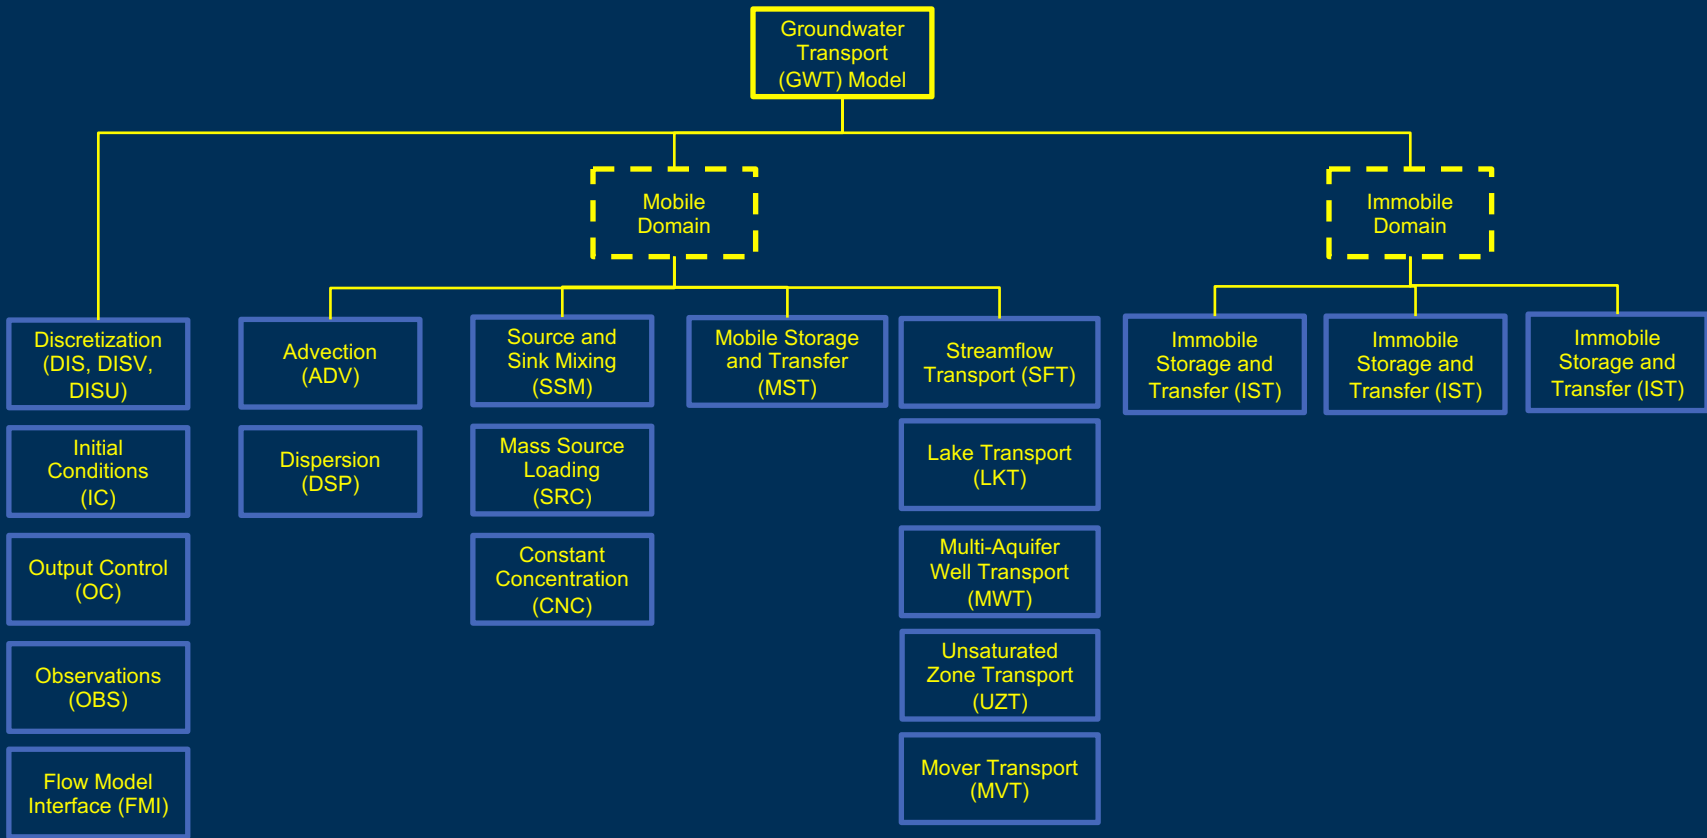 Groundwater
Transport
(GWT) Model
Mobile
Domain
Immobile
Domain
Discretization
(DIS, DISV,
DISU)
Initial
Conditions
(IC)
Output Control
(OC)
Observations
(OBS)
Flow Model
Interface (FMI)
Advection
(ADV)
Dispersion
(DSP)
Source and
Sink Mixing
(SSM)
Mass Source
Loading
(SRC)
Constant
Concentration
(CNC)
Mobile Storage
and Transfer
(MST)
Streamflow
Transport (SFT)
Lake Transport
(LKT)
Multi-Aquifer
Well Transport
(MWT)
Unsaturated
Zone Transport
(UZT)
Mover Transport
(MVT)
Immobile
Storage and
Transfer (IST)
Immobile
Storage and
Transfer (IST)
Immobile
Storage and
Transfer (IST)